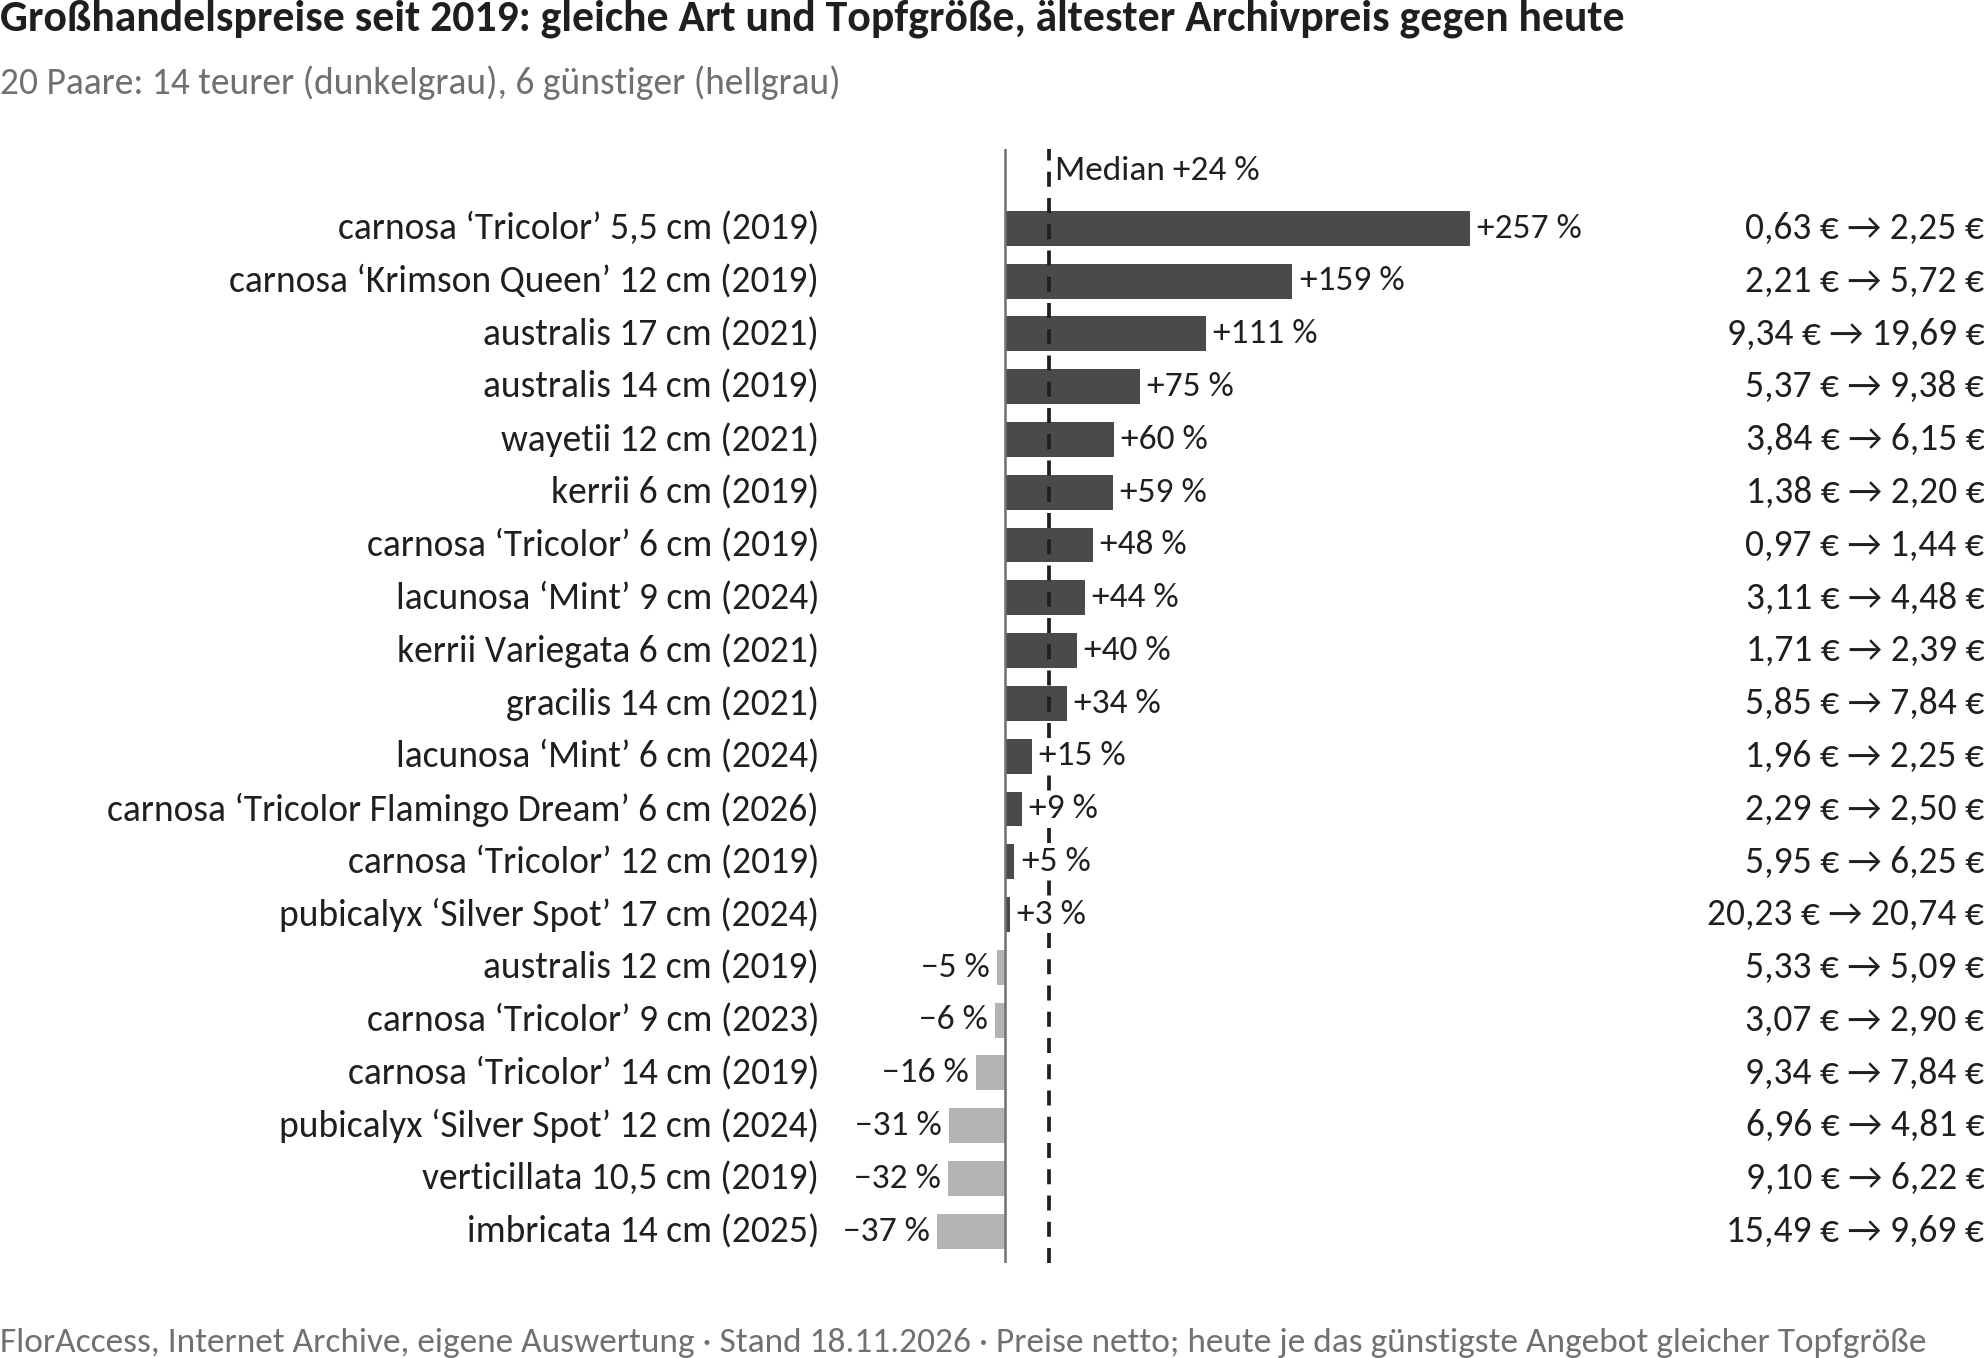 Großhandelspreise seit 2019: gleiche Art und Topfgröße, ältester Archivpreis gegen heute
20 Paare: 14 teurer (dunkelgrau), 6 günstiger (hellgrau)
Median +24 %
carnosa ‘Tricolor’ 5,5 cm (2019) +257 % 0,63 € → 2,25 €
carnosa ‘Krimson Queen’ 12 cm (2019) +159 % 2,21 € → 5,72 €
australis 17 cm (2021) +111 % 9,34 € → 19,69 €
australis 14 cm (2019) +75 % 5,37 € → 9,38 €
wayetii 12 cm (2021) +60 % 3,84 € → 6,15 €
kerrii 6 cm (2019) +59 % 1,38 € → 2,20 €
carnosa ‘Tricolor’ 6 cm (2019) +48 % 0,97 € → 1,44 €
lacunosa ‘Mint’ 9 cm (2024) +44 % 3,11 € → 4,48 €
kerrii Variegata 6 cm (2021) +40 % 1,71 € → 2,39 €
gracilis 14 cm (2021) +34 % 5,85 € → 7,84 €
lacunosa ‘Mint’ 6 cm (2024) +15 % 1,96 € → 2,25 €
carnosa ‘Tricolor Flamingo Dream’ 6 cm (2026) +9 % 2,29 € → 2,50 €
carnosa ‘Tricolor’ 12 cm (2019) +5 % 5,95 € → 6,25 €
pubicalyx ‘Silver Spot’ 17 cm (2024) +3 % 20,23 € → 20,74 €
australis 12 cm (2019) −5 % 5,33 € → 5,09 €
carnosa ‘Tricolor’ 9 cm (2023) −6 % 3,07 € → 2,90 €
carnosa ‘Tricolor’ 14 cm (2019) −16 % 9,34 € → 7,84 €
pubicalyx ‘Silver Spot’ 12 cm (2024) −31 % 6,96 € → 4,81 €
verticillata 10,5 cm (2019) −32 % 9,10 € → 6,22 €
imbricata 14 cm (2025) −37 % 15,49 € → 9,69 €
FlorAccess, Internet Archive, eigene Auswertung · Stand 18.11.2026 · Preise netto; heute je das günstigste Angebot gleicher Topfgröße